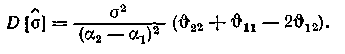 D [σ̂] = σ² / (α₂ − α₁)² (ϑ₂₂ + ϑ₁₁ − 2ϑ₁₂).